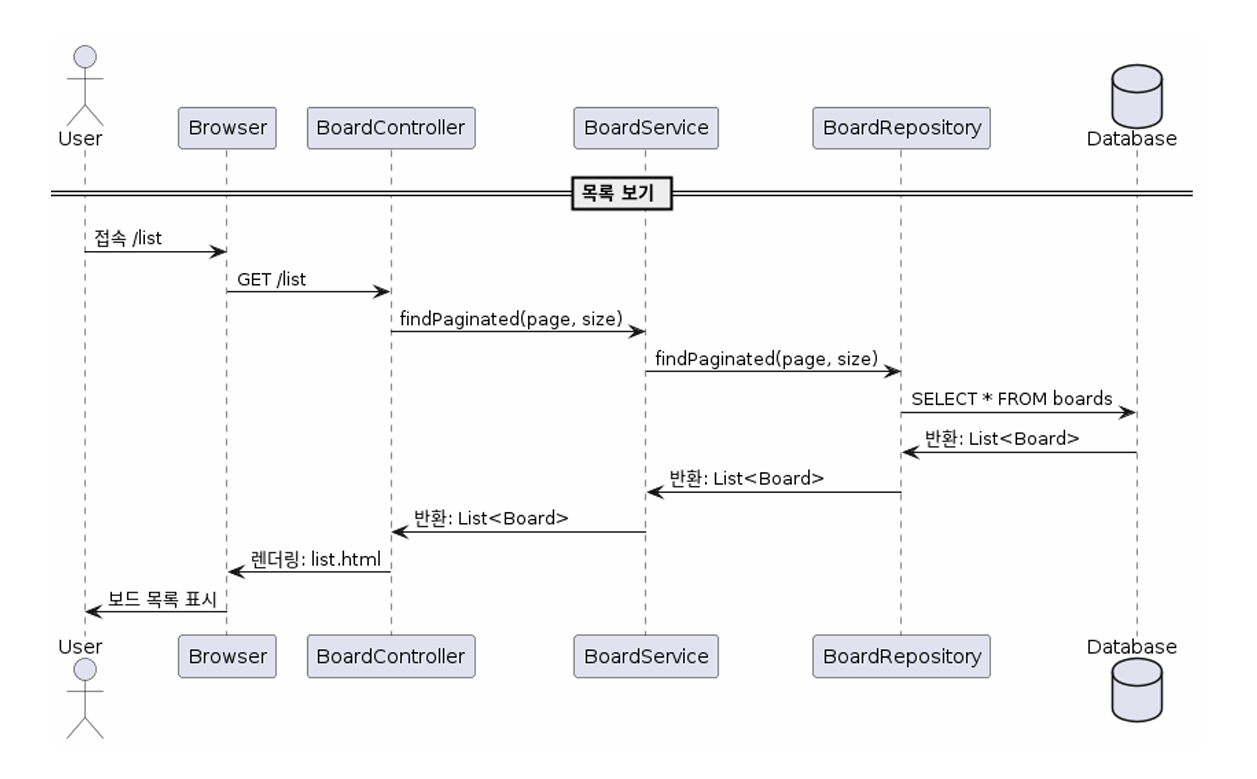 User
Browser
BoardController
BoardService
BoardRepository
Database
목록 보기
접속 /list
GET /list
findPaginated(page, size)
findPaginated(page, size)
SELECT * FROM boards
반환: List<Board>
반환: List<Board>
반환: List<Board>
렌더링: list.html
보드 목록 표시
User
Browser
BoardController
BoardService
BoardRepository
Database